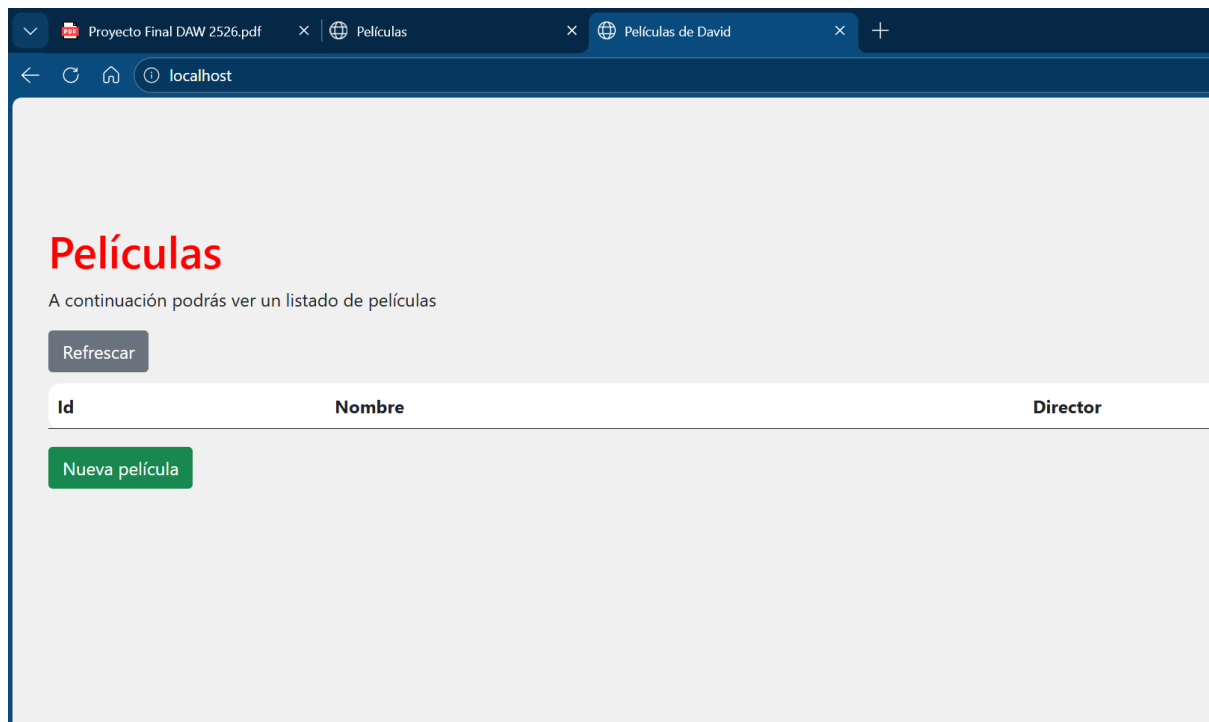 Proyecto Final DAW 2526.pdf
Películas
Películas de David
localhost
Películas
A continuación podrás ver un listado de películas
Refrescar
Id Nombre Director
Nueva película